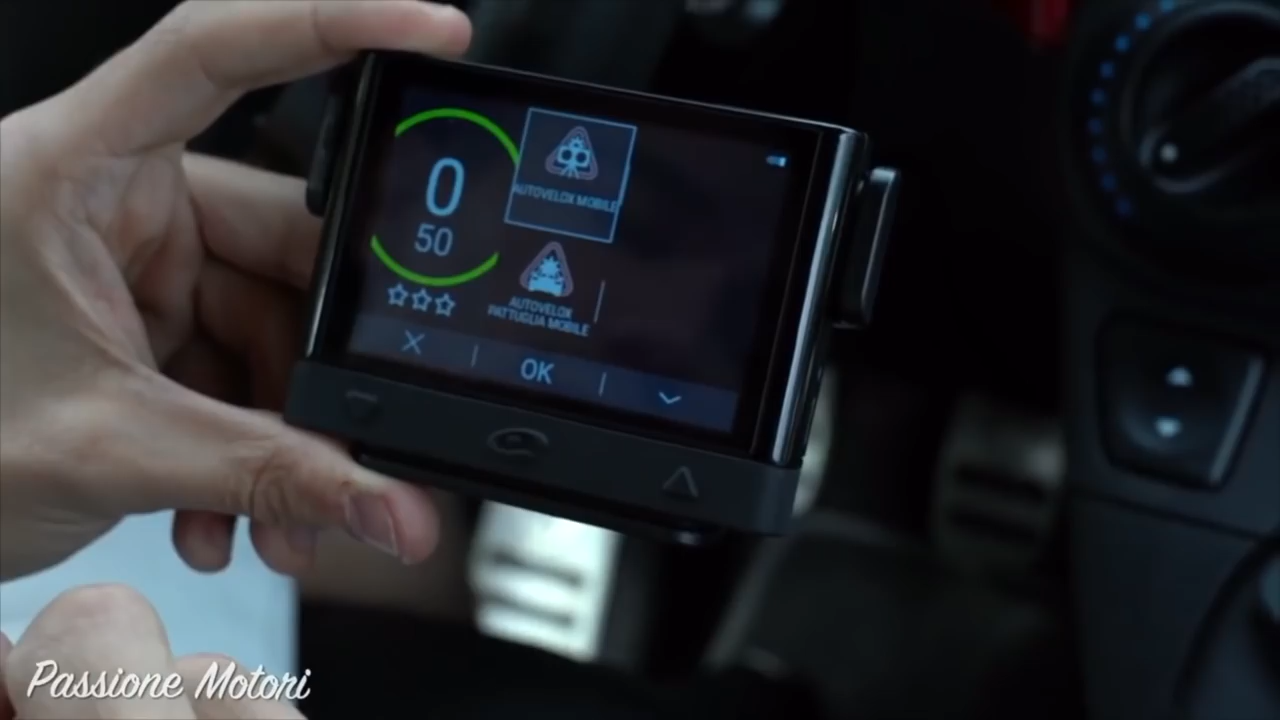 0
50
AUTOVELOX MOBILE
AUTOVELOX
PATTUGLIA MOBILE
OK
Passione Motori